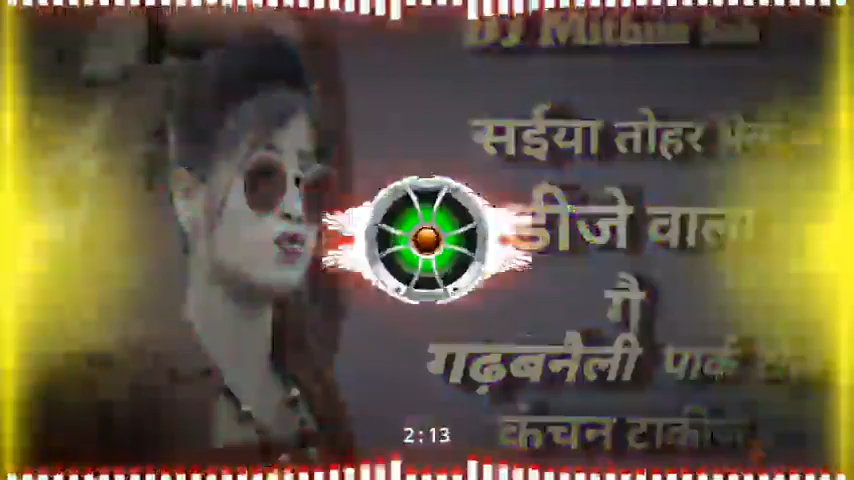 DJ Mithun
सईया तोहर
डीजे वाला
गै
गढ़बनैली पार्क
कंचन टाकीज
2:13